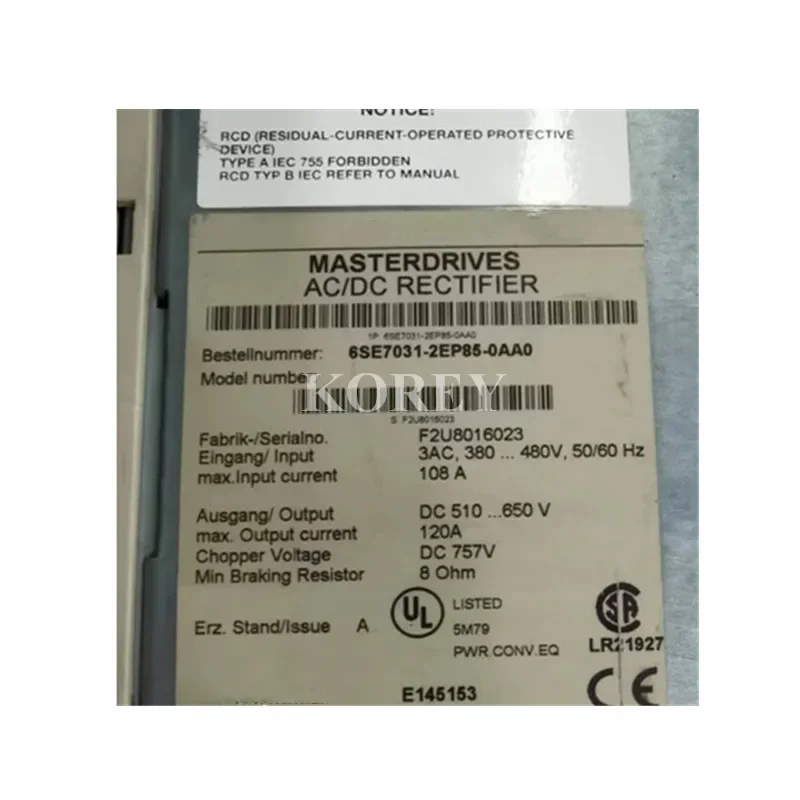 NOTICE!
RCD (RESIDUAL-CURRENT-OPERATED PROTECTIVE
DEVICE)
TYPE A IEC 755 FORBIDDEN
RCD TYP B IEC REFER TO MANUAL
MASTERDRIVES
AC/DC RECTIFIER
1P 6SE7031-2EP85-0AA0
Bestellnummer: 6SE7031-2EP85-0AA0
Model number
KOREY
S F2U8016023
Fabrik-/Serialno. F2U8016023
Eingang/ Input 3AC, 380 ... 480V, 50/60 Hz
max.Input current 108 A
Ausgang/ Output DC 510 ...650 V
max. Output current 120A
Chopper Voltage DC 757V
Min Braking Resistor 8 Ohm
Erz. Stand/Issue A
UL LISTED
5M79
PWR.CONV.EQ
SA
LR21927
E145153
CE